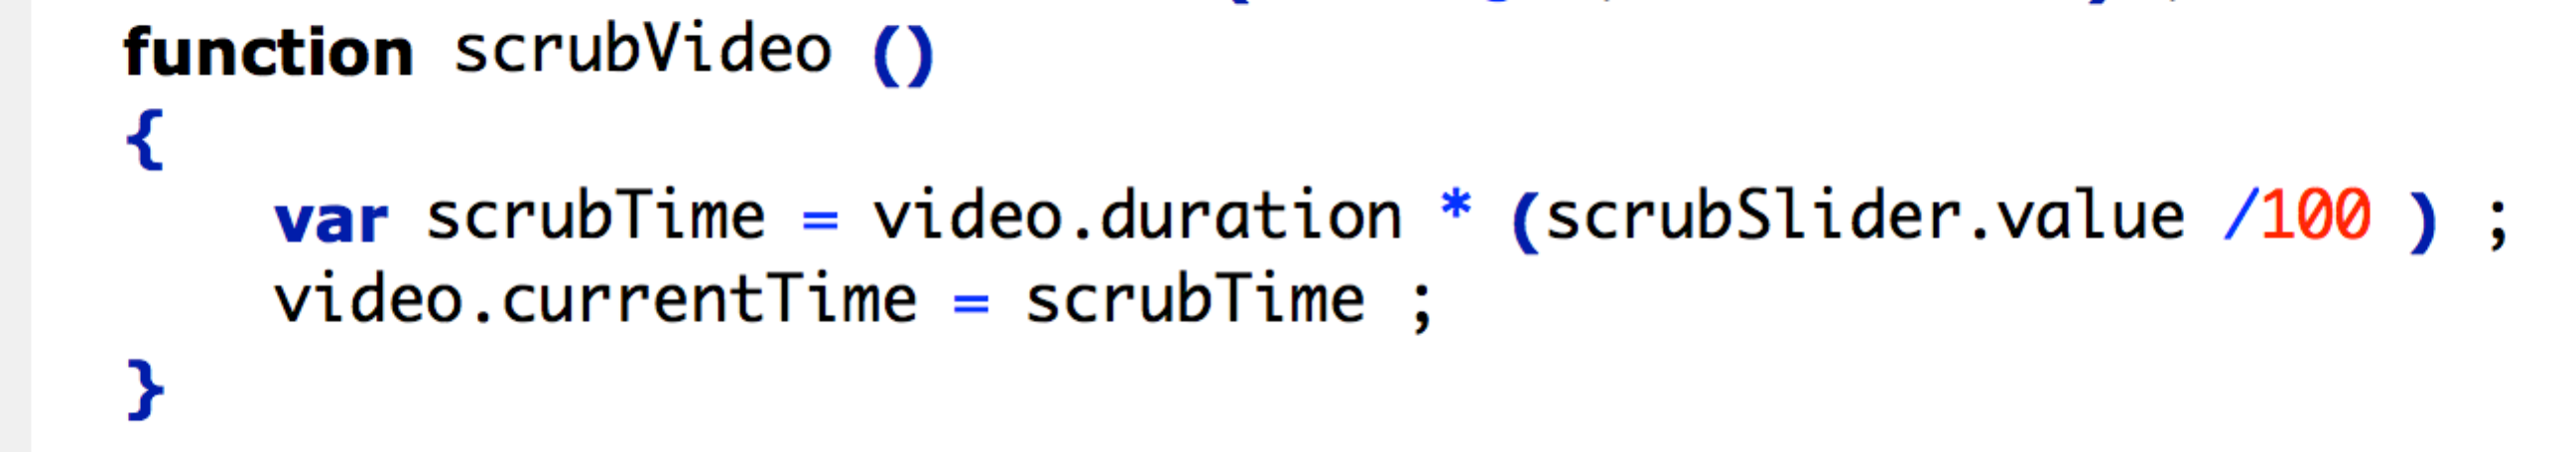 function scrubVideo ()
{
var scrubTime = video.duration * (scrubSlider.value /100 ) ;
video.currentTime = scrubTime ;
}